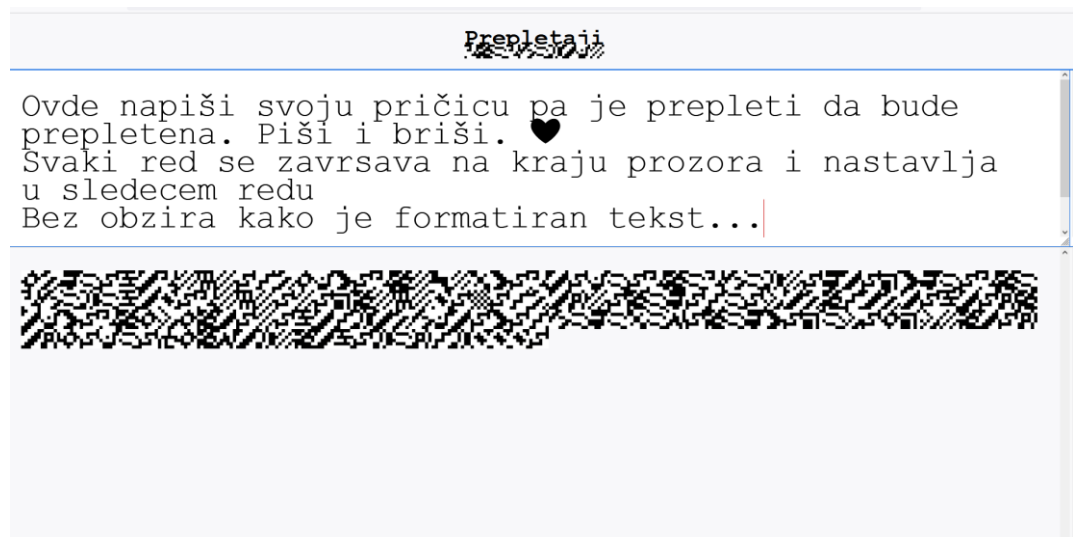 Prepletaji
Ovde napiši svoju pričicu pa je prepleti da bude
prepletena. Piši i briši. ♥
Svaki red se zavrsava na kraju prozora i nastavlja
u sledecem redu
Bez obzira kako je formatiran tekst...